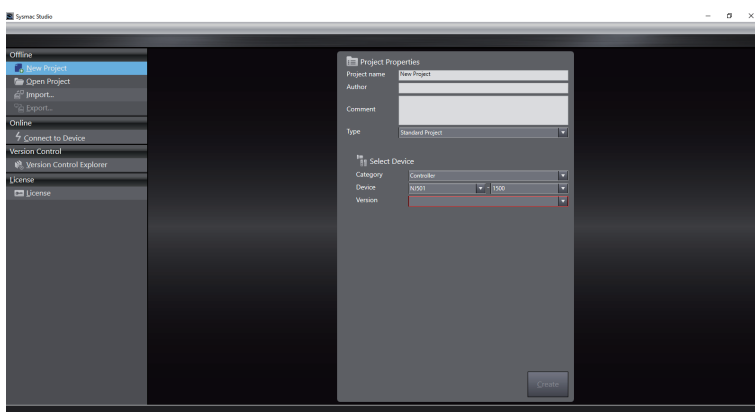 Sysmac Studio
Offline
New Project
Open Project
Import...
Export...
Online
Connect to Device
Version Control
Version Control Explorer
License
License
Project Properties
Project name New Project
Author
Comment
Type Standard Project
Select Device
Category Controller
Device NJ501 - 1500
Version
Create